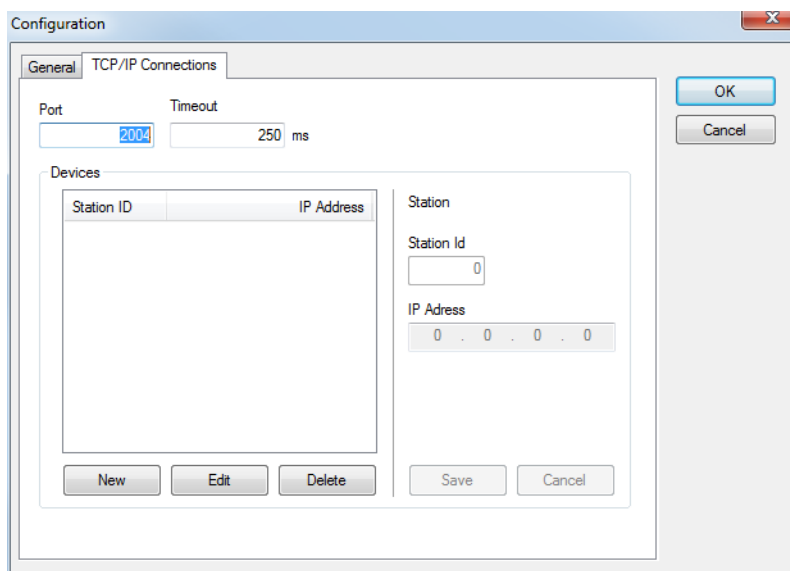 Configuration
General TCP/IP Connections
OK
Cancel
Port Timeout
2004 250 ms
Devices
Station ID IP Address
Station
Station Id
0
IP Adress
0 . 0 . 0 . 0
New Edit Delete Save Cancel